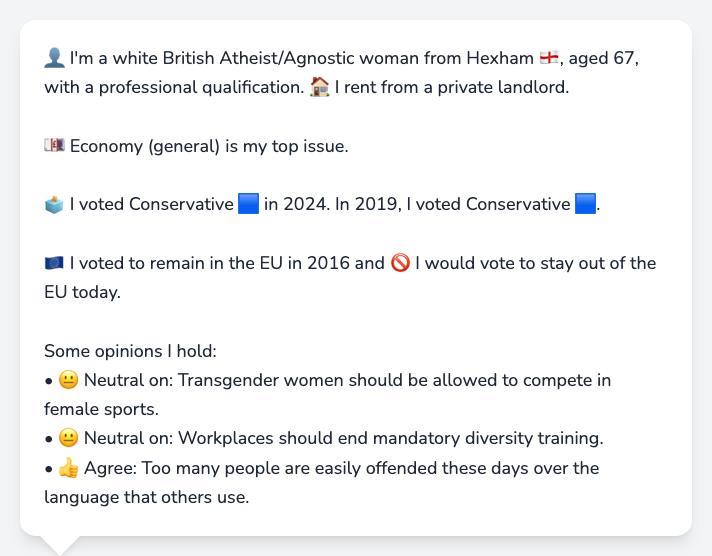 👤 I'm a white British Atheist/Agnostic woman from Hexham 🏴󠁧󠁢󠁥󠁮󠁧󠁿, aged 67,
with a professional qualification. 🏠 I rent from a private landlord.
💷 Economy (general) is my top issue.
🗳️ I voted Conservative 🟦 in 2024. In 2019, I voted Conservative 🟦.
🇪🇺 I voted to remain in the EU in 2016 and 🚫 I would vote to stay out of the
EU today.
Some opinions I hold:
• 😐 Neutral on: Transgender women should be allowed to compete in
female sports.
• 😐 Neutral on: Workplaces should end mandatory diversity training.
• 👍 Agree: Too many people are easily offended these days over the
language that others use.